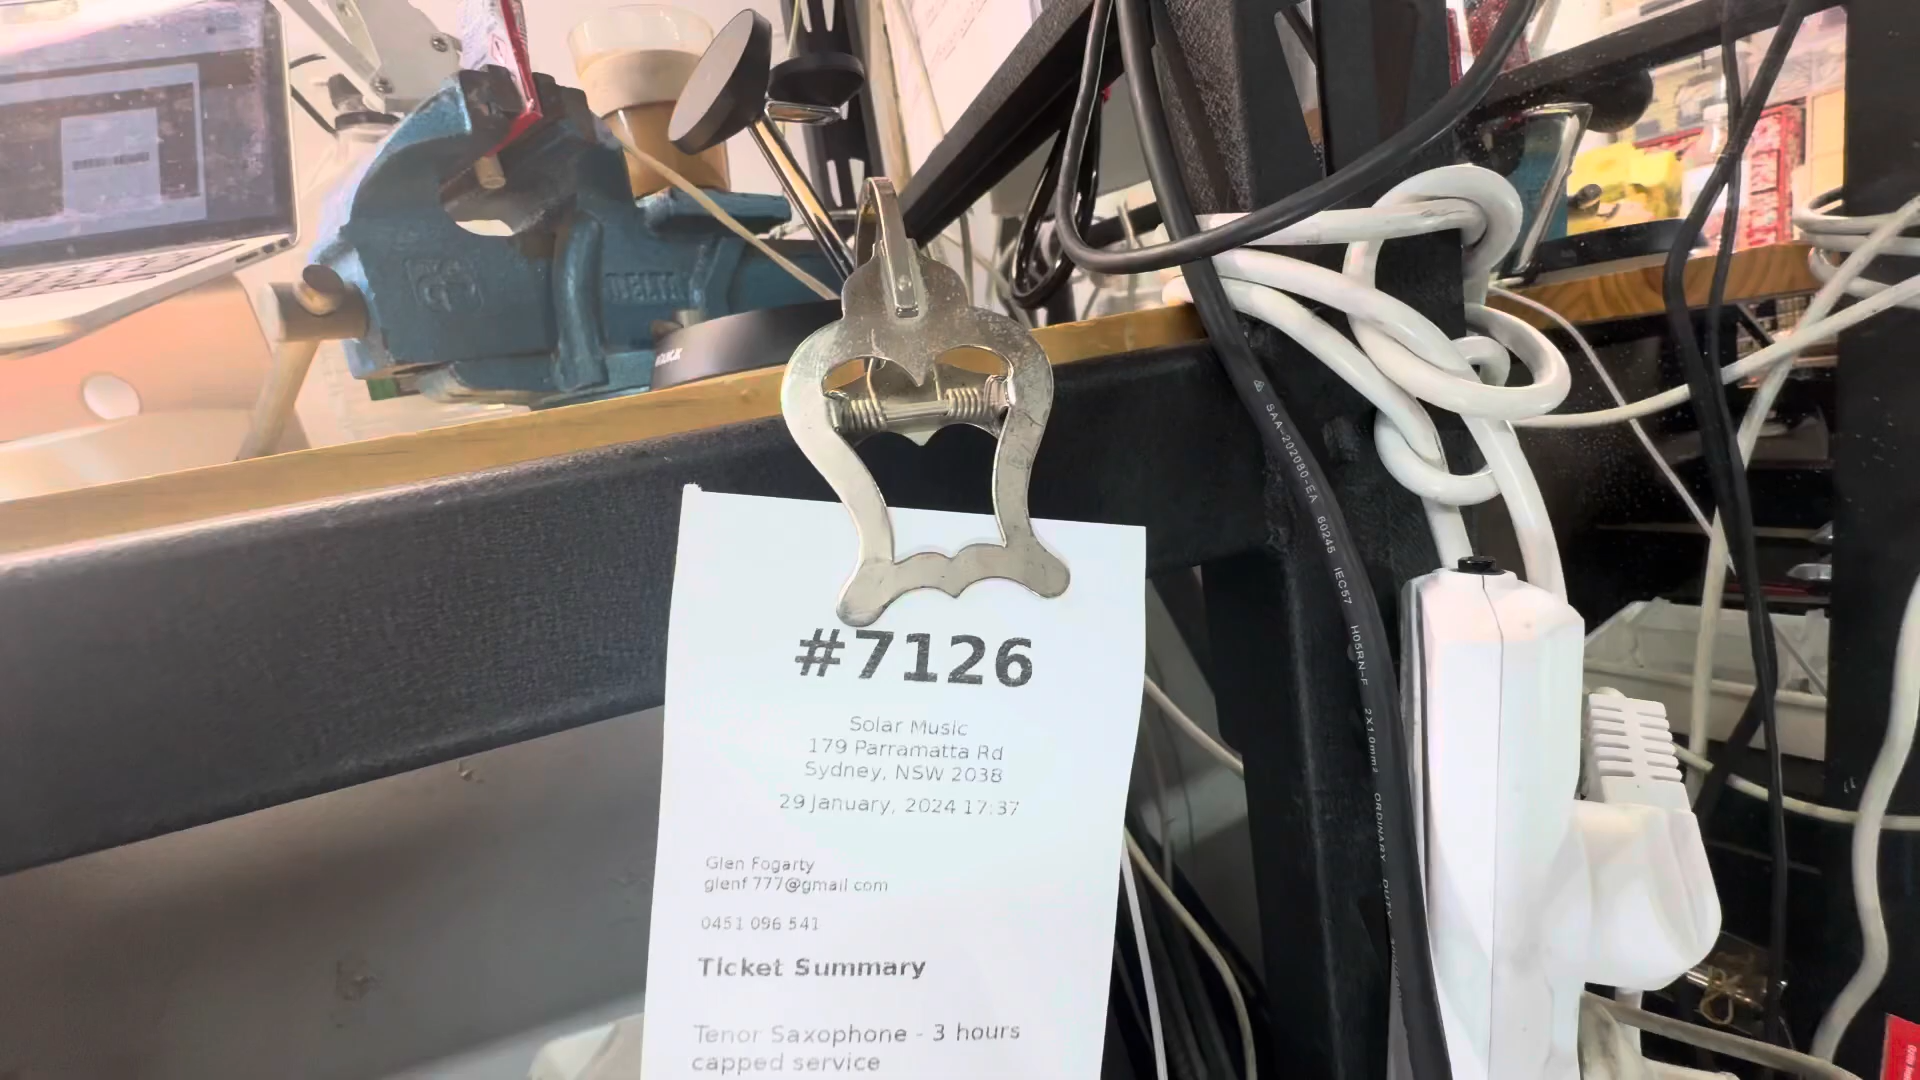 #7126
Solar Music
179 Parramatta Rd
Sydney, NSW 2038
29 January, 2024 17:37
Glen Fogarty
glenf 777@gmail com
0451 096 541
Ticket Summary
Tenor Saxophone - 3 hours
capped service
SAA-202080-EA 60245 IEC57 H05RN-F 2X1.0mm2 ORDINARY DUTY